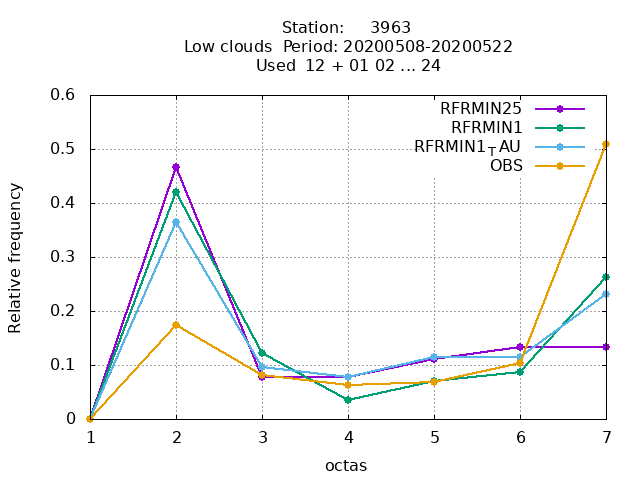 Station: 3963
Low clouds Period: 20200508-20200522
Used 12 + 01 02 ... 24
RFRMIN25
RFRMIN1
RFRMIN1_TAU
OBS
Relative frequency
0.6
0.5
0.4
0.3
0.2
0.1
0
1 2 3 4 5 6 7
octas